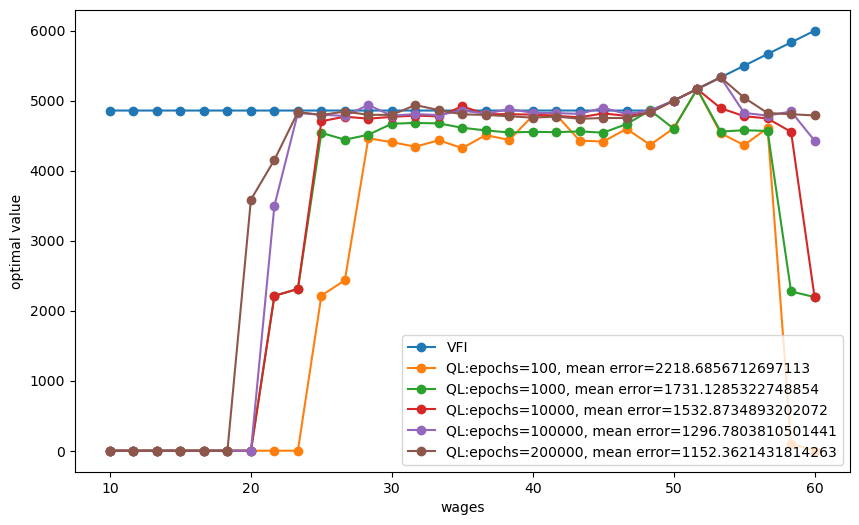 6000
5000
4000
3000
2000
1000
0
optimal value
10
20
30
40
50
60
wages
VFI
QL:epochs=100, mean error=2218.6856712697113
QL:epochs=1000, mean error=1731.1285322748854
QL:epochs=10000, mean error=1532.8734893202072
QL:epochs=100000, mean error=1296.7803810501441
QL:epochs=200000, mean error=1152.3621431814263